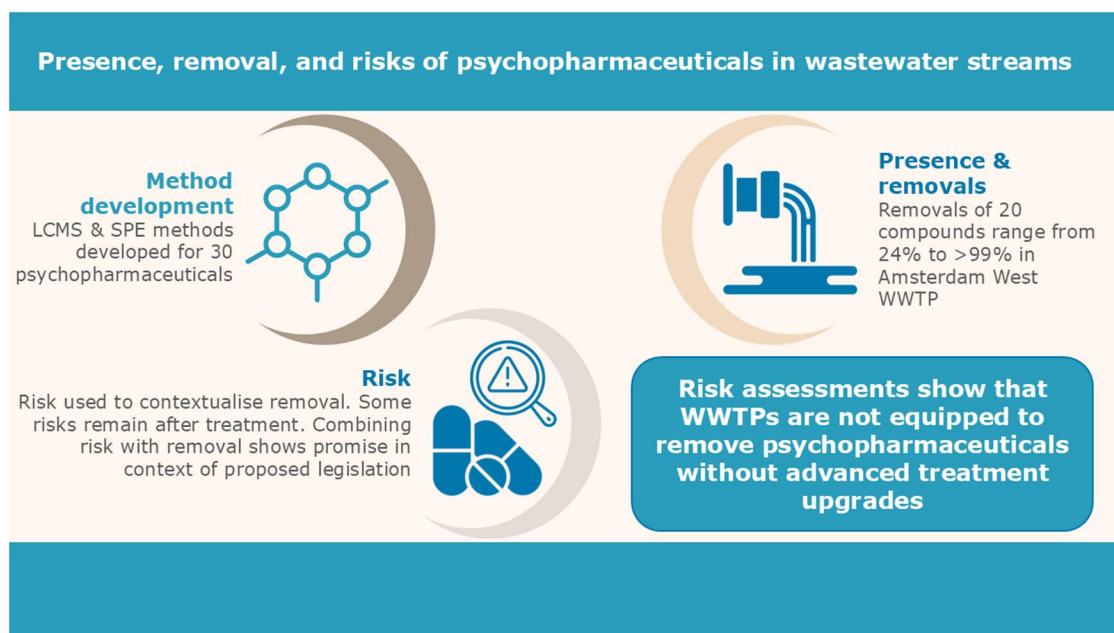 Presence, removal, and risks of psychopharmaceuticals in wastewater streams
Method
development
LCMS & SPE methods
developed for 30
psychopharmaceuticals
Presence &
removals
Removals of 20
compounds range from
24% to >99% in
Amsterdam West
WWTP
Risk
Risk used to contextualise removal. Some
risks remain after treatment. Combining
risk with removal shows promise in
context of proposed legislation
Risk assessments show that
WWTPs are not equipped to
remove psychopharmaceuticals
without advanced treatment
upgrades